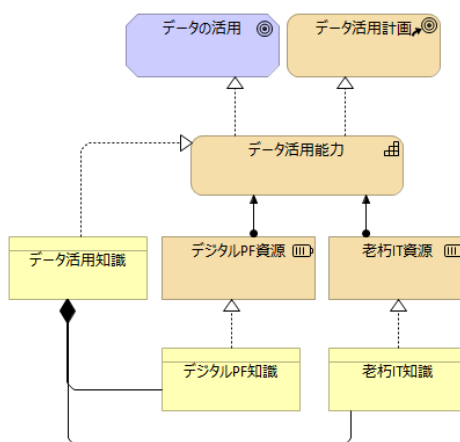 データの活用
データ活用計画
データ活用能力
データ活用知識
デジタルPF資源
老朽IT資源
デジタルPF知識
老朽IT知識